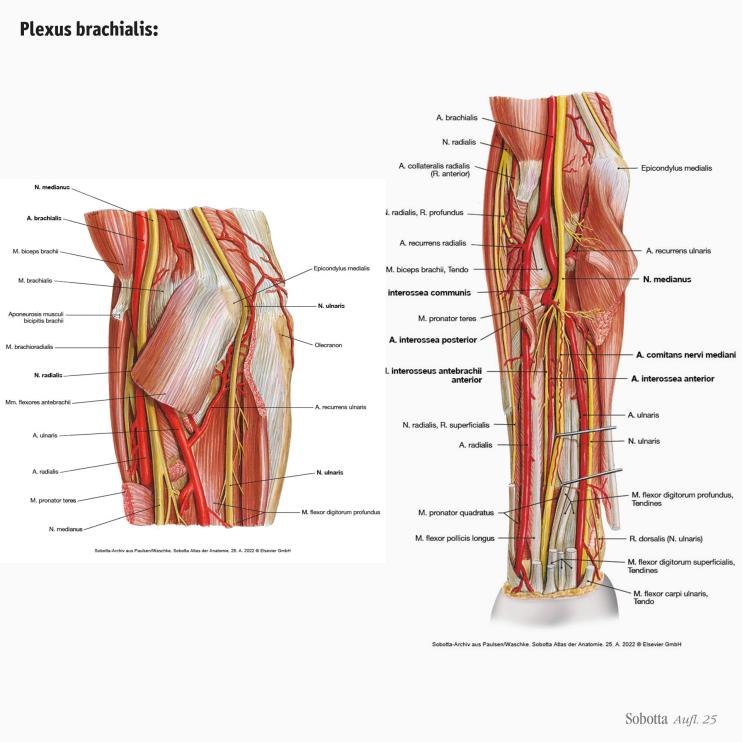 Plexus brachialis:
N. medianus
A. brachialis
M. biceps brachii
M. brachialis
Aponeurosis musculi
bicipitis brachii
M. brachioradialis
N. radialis
Mm. flexores antebrachii
A. ulnaris
A. radialis
M. pronator teres
N. medianus
Epicondylus medialis
N. ulnaris
Olecranon
A. recurrens ulnaris
N. ulnaris
M. flexor digitorum profundus
Sobotta-Archiv aus Paulsen/Waschke. Sobotta Atlas der Anatomie. 25. A. 2022 © Elsevier GmbH
A. brachialis
N. radialis
A. collateralis radialis
(R. anterior)
N. radialis, R. profundus
A. recurrens radialis
M. biceps brachii, Tendo
interossea communis
M. pronator teres
A. interossea posterior
interosseus antebrachii
anterior
N. radialis, R. superficialis
A. radialis
M. pronator quadratus
M. flexor pollicis longus
Epicondylus medialis
A. recurrens ulnaris
N. medianus
A. comitans nervi mediani
A. interossea anterior
A. ulnaris
N. ulnaris
M. flexor digitorum profundus,
Tendines
R. dorsalis (N. ulnaris)
M. flexor digitorum superficialis,
Tendines
M. flexor carpi ulnaris,
Tendo
Sobotta-Archiv aus Paulsen/Waschke. Sobotta Atlas der Anatomie. 25. A. 2022 © Elsevier GmbH
Sobotta Aufl. 25